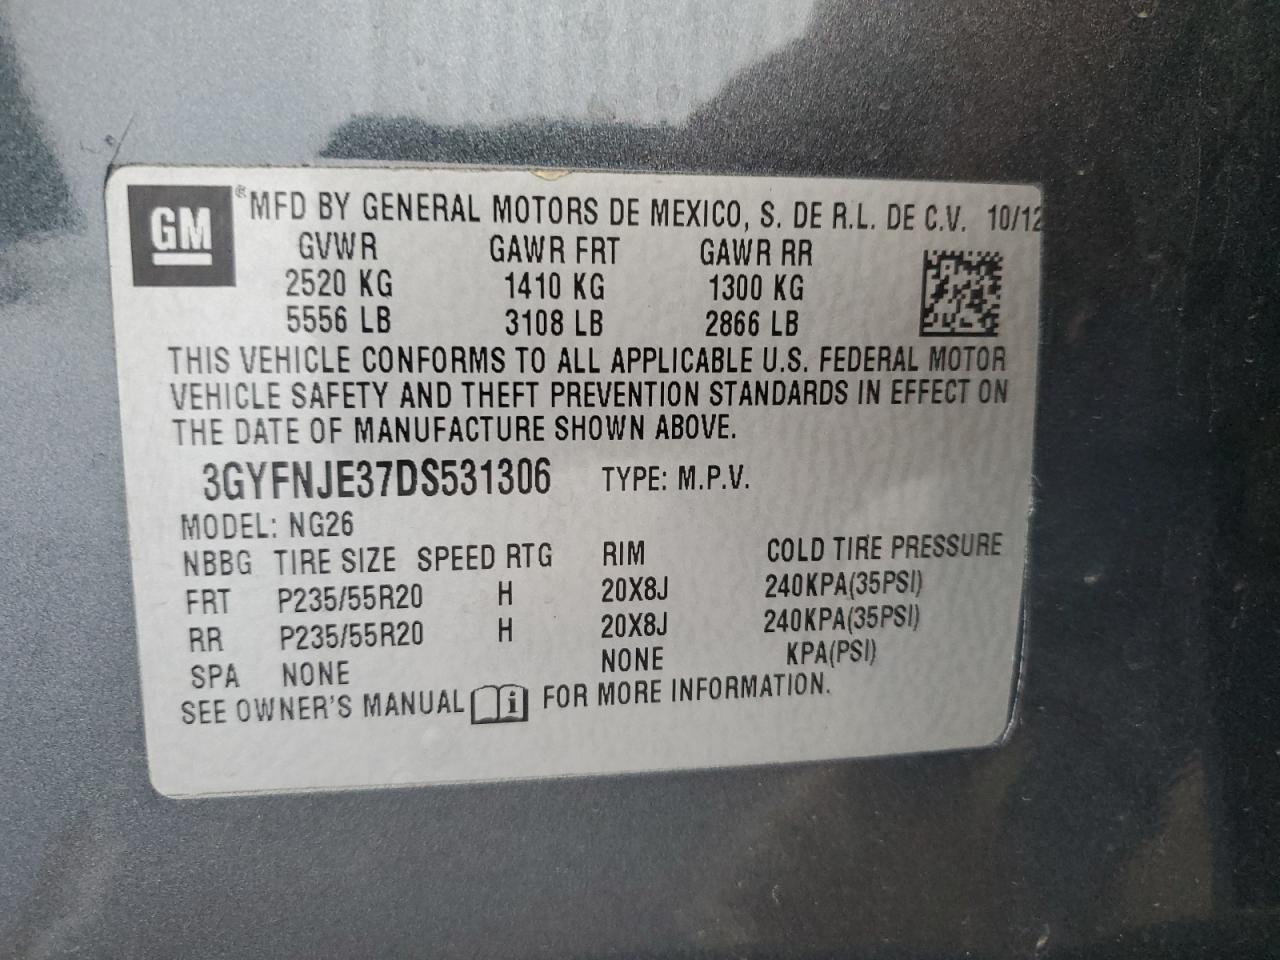 GM ® MFD BY GENERAL MOTORS DE MEXICO, S. DE R.L. DE C.V. 10/12
GVWR GAWR FRT GAWR RR
2520 KG 1410 KG 1300 KG
5556 LB 3108 LB 2866 LB
THIS VEHICLE CONFORMS TO ALL APPLICABLE U.S. FEDERAL MOTOR
VEHICLE SAFETY AND THEFT PREVENTION STANDARDS IN EFFECT ON
THE DATE OF MANUFACTURE SHOWN ABOVE.
3GYFNJE37DS531306 TYPE: M.P.V.
MODEL: NG26
NBBG TIRE SIZE SPEED RTG RIM COLD TIRE PRESSURE
FRT P235/55R20 H 20X8J 240KPA(35PSI)
RR P235/55R20 H 20X8J 240KPA(35PSI)
SPA NONE NONE KPA(PSI)
SEE OWNER'S MANUAL i FOR MORE INFORMATION.